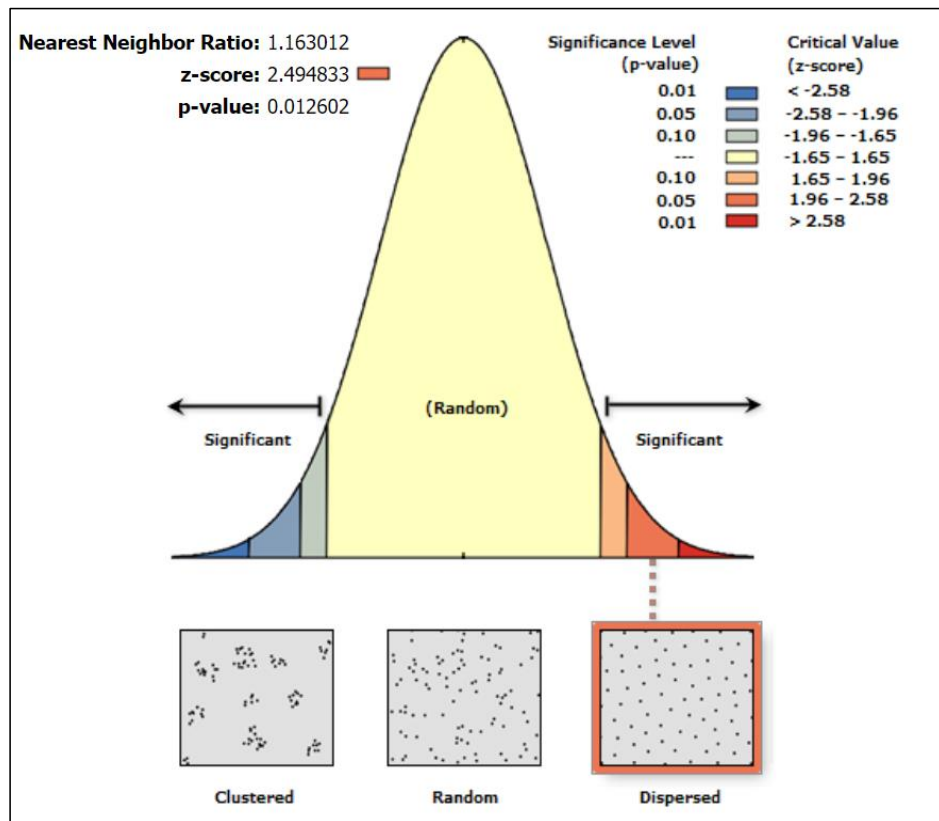 Nearest Neighbor Ratio: 1.163012
z-score: 2.494833
p-value: 0.012602
Significance Level
(p-value)
Critical Value
(z-score)
0.01 < -2.58
0.05 -2.58 – -1.96
0.10 -1.96 – -1.65
--- -1.65 – 1.65
0.10 1.65 – 1.96
0.05 1.96 – 2.58
0.01 > 2.58
(Random)
Significant
Significant
Clustered
Random
Dispersed